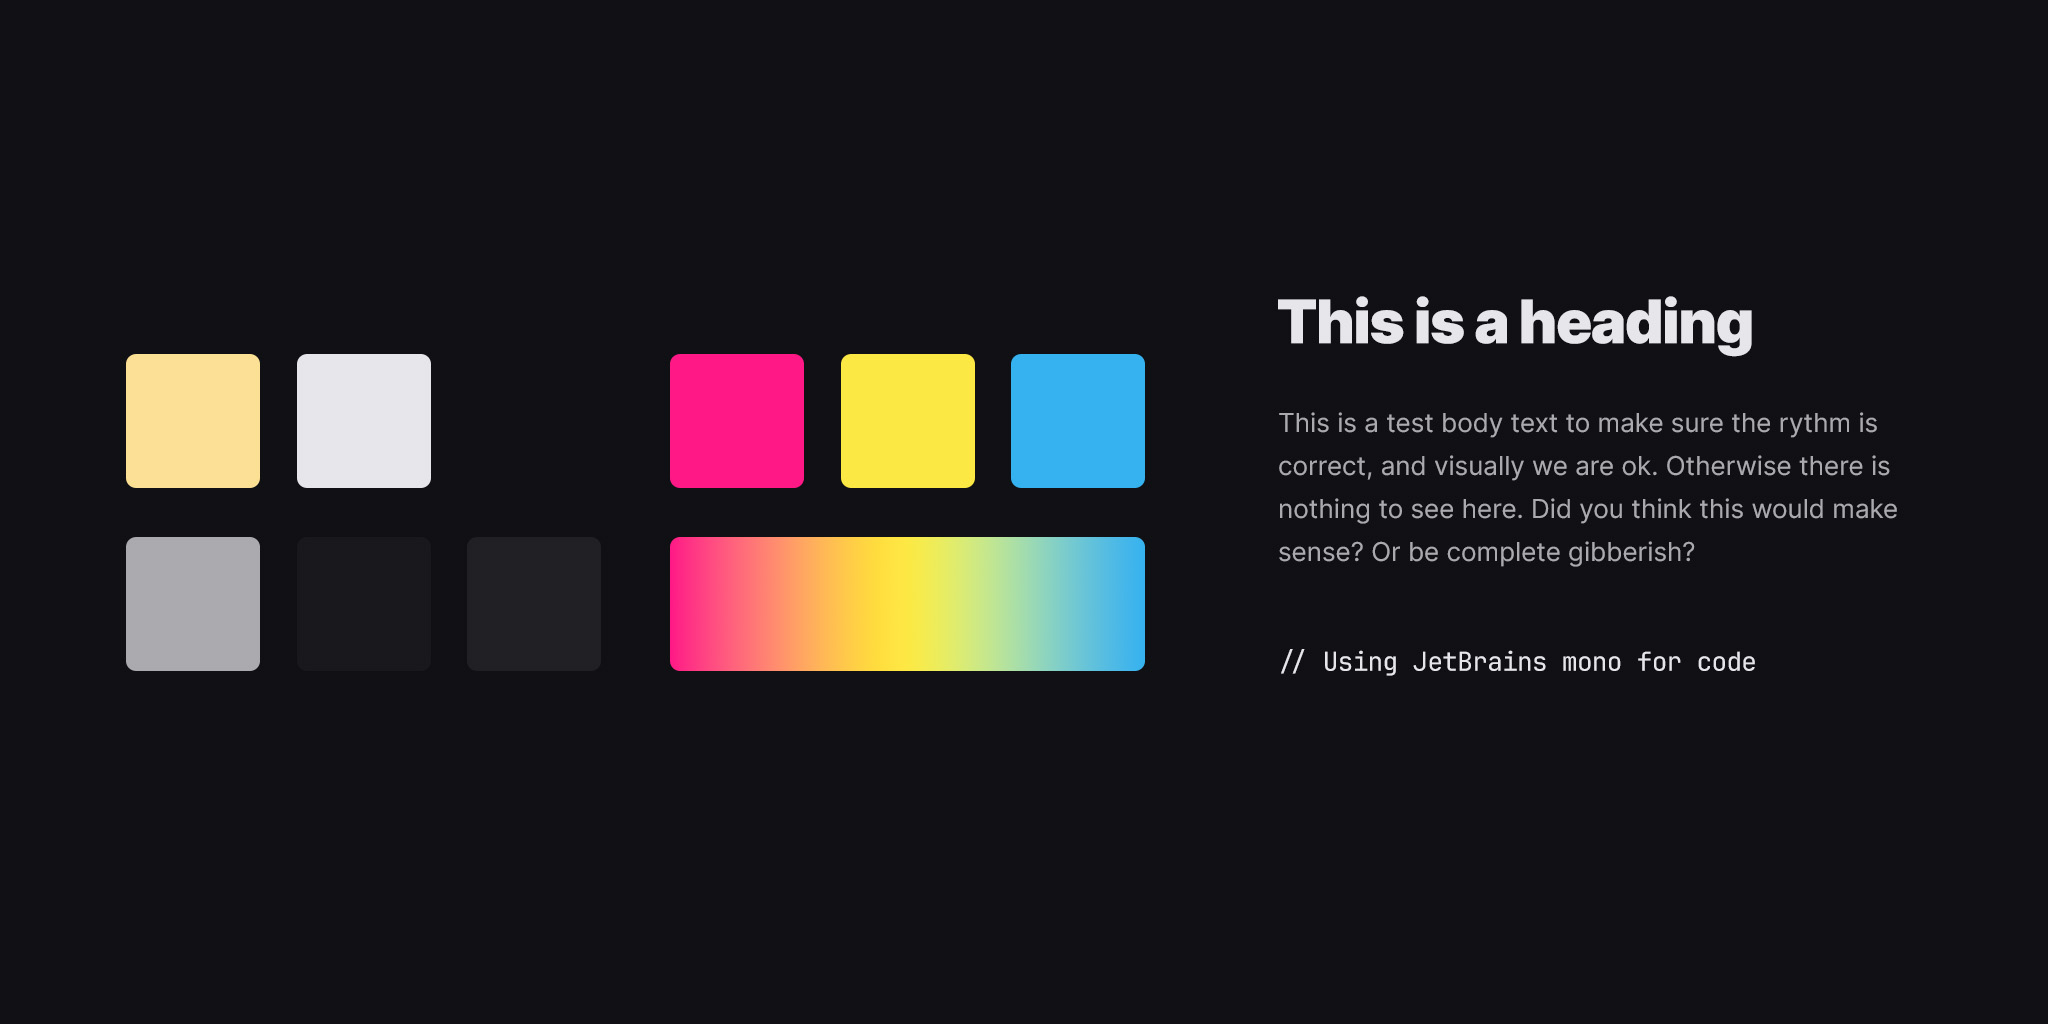 This is a heading
This is a test body text to make sure the rythm is
correct, and visually we are ok. Otherwise there is
nothing to see here. Did you think this would make
sense? Or be complete gibberish?
// Using JetBrains mono for code